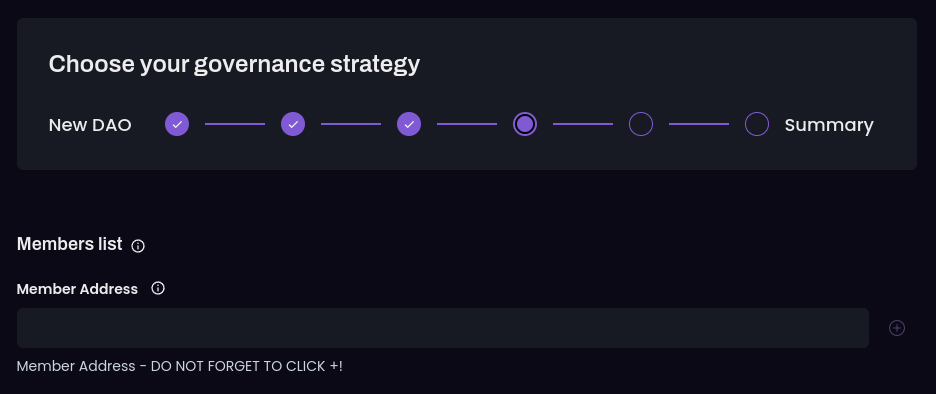 Choose your governance strategy
New DAO
Summary
Members list
Member Address
Member Address - DO NOT FORGET TO CLICK +!